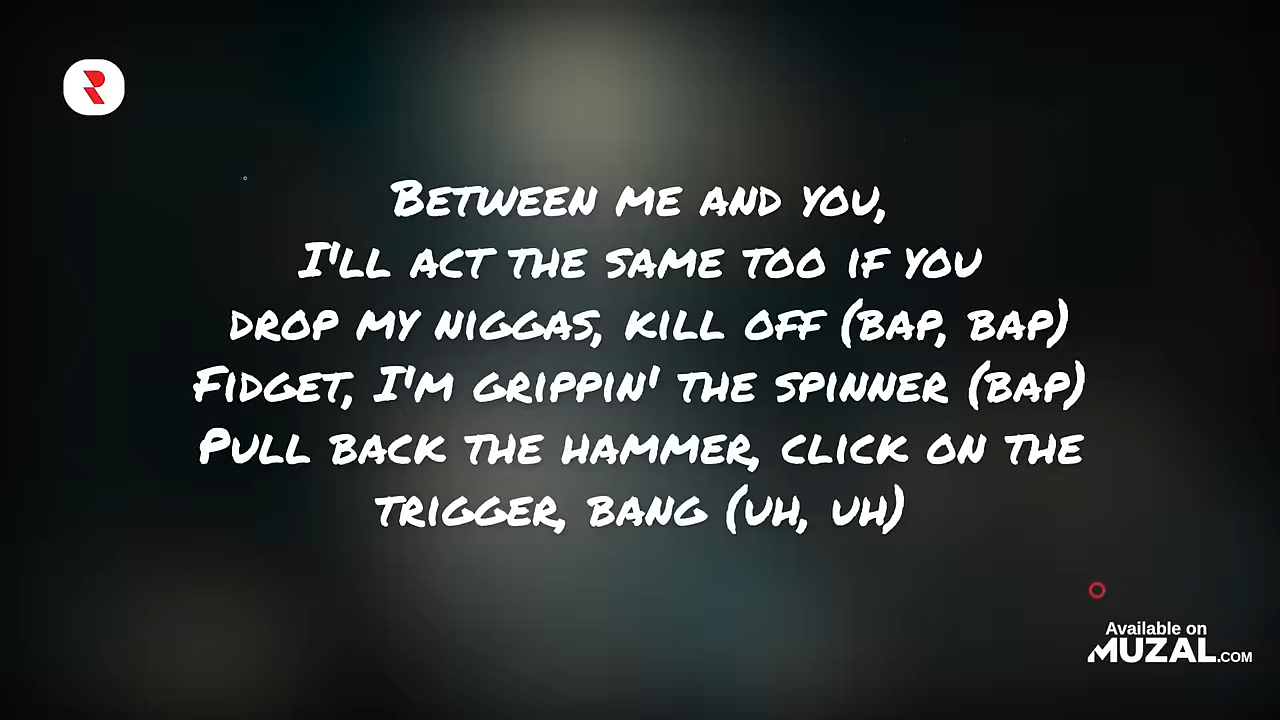 BETWEEN ME AND YOU,
I'LL ACT THE SAME TOO IF YOU
DROP MY NIGGAS, KILL OFF (BAP, BAP)
FIDGET, I'M GRIPPIN' THE SPINNER (BAP)
PULL BACK THE HAMMER, CLICK ON THE
TRIGGER, BANG (UH, UH)
Available on
MUZAL.COM